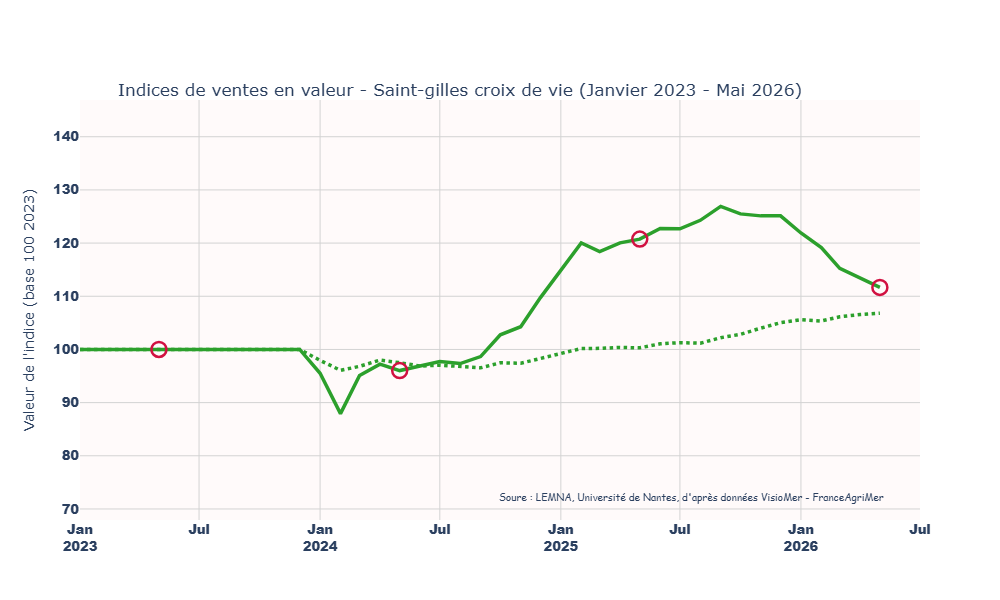 Indices de ventes en valeur - Saint-gilles croix de vie (Janvier 2023 - Mai 2026)
Valeur de l'indice (base 100 2023)
140
130
120
110
100
90
80
70
Soure : LEMNA, Université de Nantes, d'après données VisioMer - FranceAgriMer
Jan Jul Jan Jul Jan Jul Jan Jul
2023 2024 2025 2026